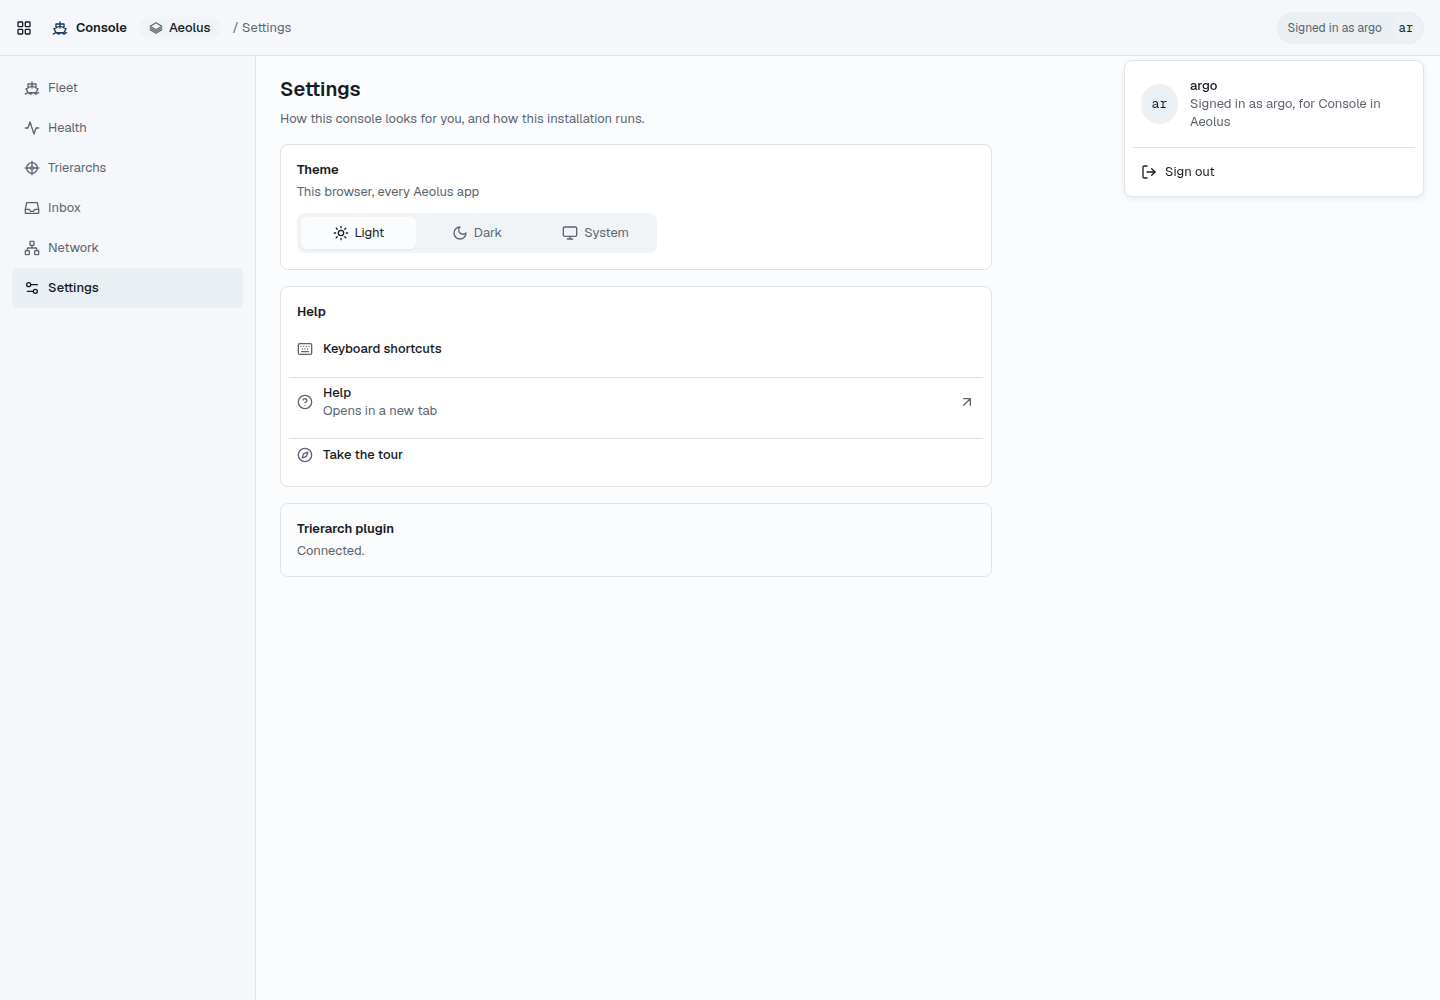 Console
Aeolus
/ Settings
Signed in as argo
ar
Fleet
Health
Trierarchs
Inbox
Network
Settings
Settings
How this console looks for you, and how this installation runs.
Theme
This browser, every Aeolus app
Light
Dark
System
Help
Keyboard shortcuts
Help
Opens in a new tab
Take the tour
Trierarch plugin
Connected.
ar
argo
Signed in as argo, for Console in
Aeolus
Sign out